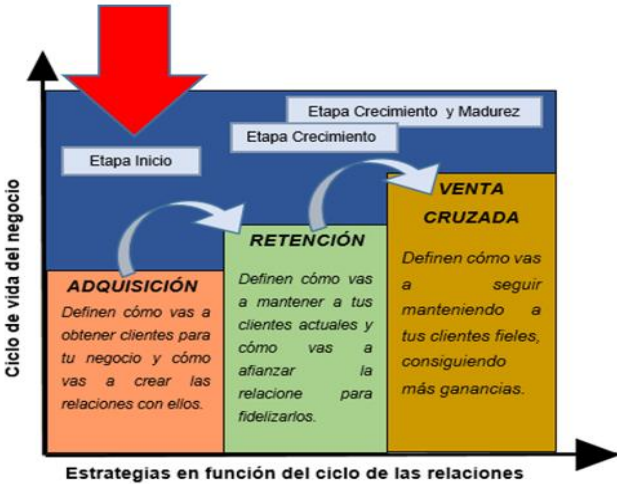 Etapa Crecimiento y Madurez
Etapa Crecimiento
Etapa Inicio
VENTA
CRUZADA
Definen cómo vas
a seguir
manteniendo a
tus clientes fieles,
consiguiendo
más ganancias.
RETENCIÓN
Definen cómo vas
a mantener a tus
clientes actuales y
cómo vas a
afianzar la
relacione para
fidelizarlos.
ADQUISICIÓN
Definen cómo vas a
obtener clientes para
tu negocio y cómo
vas a crear las
relaciones con ellos.
Ciclo de vida del negocio
Estrategias en función del ciclo de las relaciones